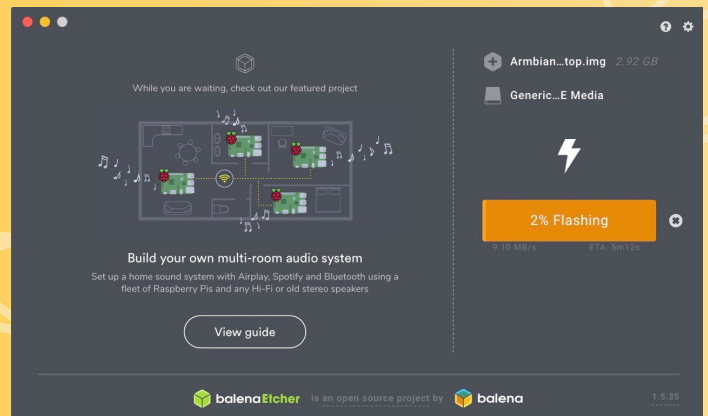 While you are waiting, check out our featured project
Build your own multi-room audio system
Set up a home sound system with Airplay, Spotify and Bluetooth using a
fleet of Raspberry Pis and any Hi-Fi or old stereo speakers
View guide
Armbian...top.img 2.92 GB
Generic...E Media
2% Flashing
9.10 MB/s ETA: 5m12s
balenaEtcher is an open source project by balena
1.5.35